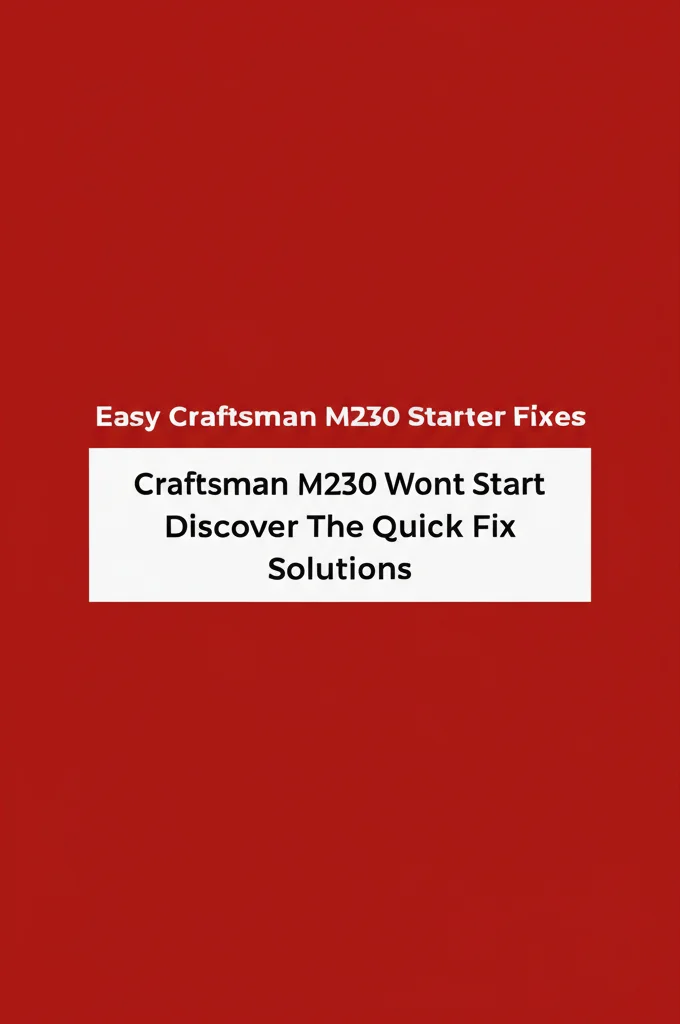 Easy Craftsman M230 Starter Fixes
Craftsman M230 Wont Start
Discover The Quick Fix
Solutions